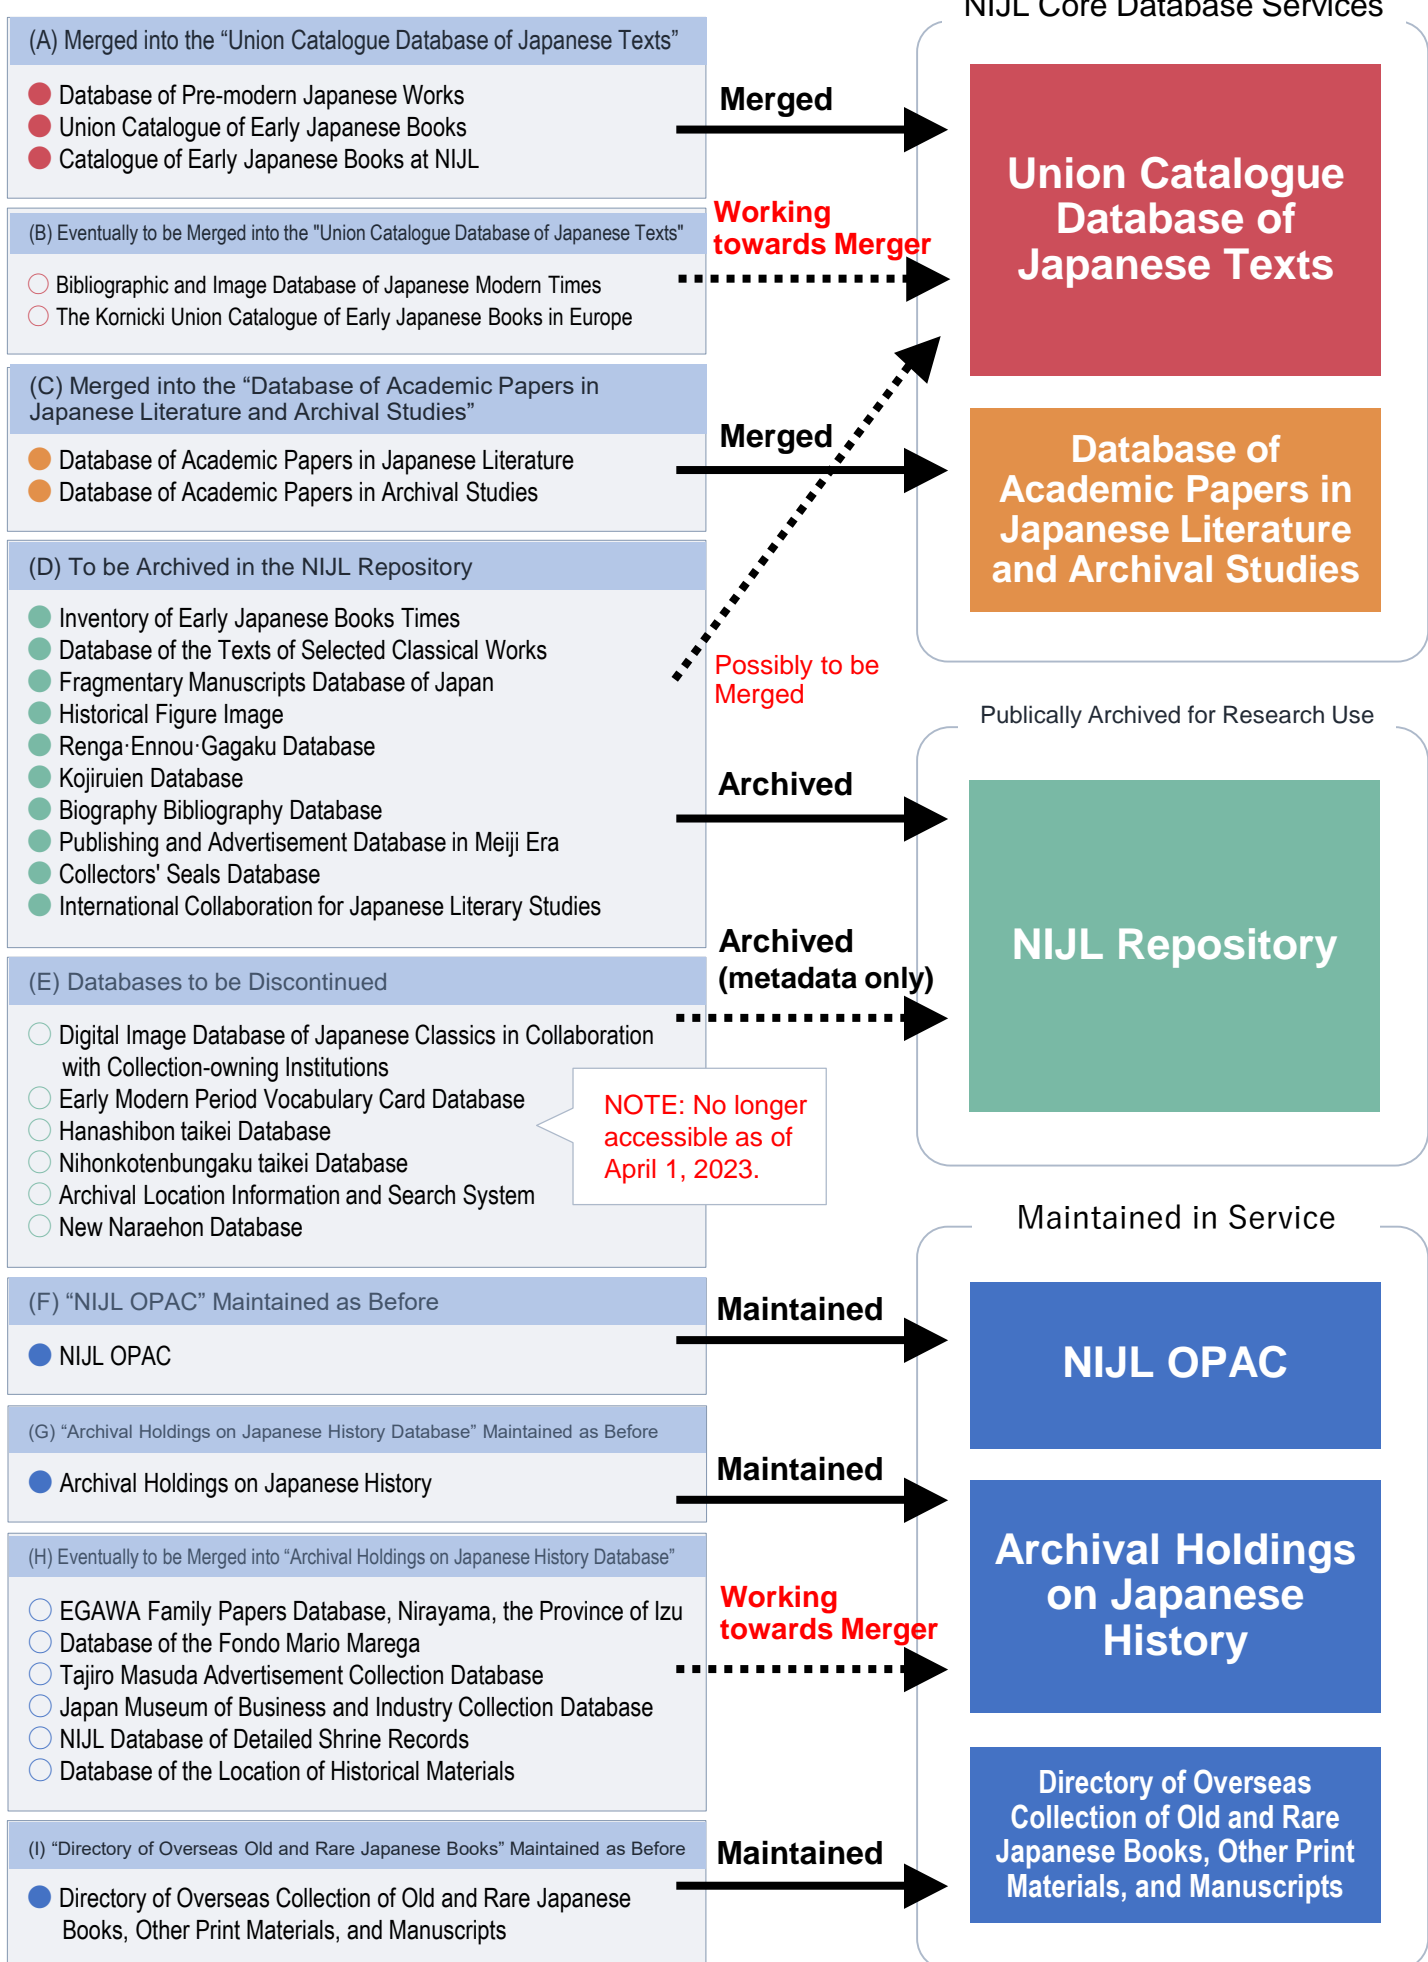 NIJL Core Database Services
(A) Merged into the “Union Catalogue Database of Japanese Texts”
Database of Pre-modern Japanese Works
Union Catalogue of Early Japanese Books
Catalogue of Early Japanese Books at NIJL
Merged
Union Catalogue
Database of
Japanese Texts
(B) Eventually to be Merged into the "Union Catalogue Database of Japanese Texts"
Bibliographic and Image Database of Japanese Modern Times
The Kornicki Union Catalogue of Early Japanese Books in Europe
Working
towards Merger
(C) Merged into the “Database of Academic Papers in
Japanese Literature and Archival Studies”
Database of Academic Papers in Japanese Literature
Database of Academic Papers in Archival Studies
Merged
Database of
Academic Papers in
Japanese Literature
and Archival Studies
(D) To be Archived in the NIJL Repository
Inventory of Early Japanese Books Times
Database of the Texts of Selected Classical Works
Fragmentary Manuscripts Database of Japan
Historical Figure Image
Renga·Ennou·Gagaku Database
Kojiruien Database
Biography Bibliography Database
Publishing and Advertisement Database in Meiji Era
Collectors' Seals Database
International Collaboration for Japanese Literary Studies
Possibly to be
Merged
Publically Archived for Research Use
Archived
NIJL Repository
Archived
(metadata only)
(E) Databases to be Discontinued
Digital Image Database of Japanese Classics in Collaboration
with Collection-owning Institutions
Early Modern Period Vocabulary Card Database
Hanashibon taikei Database
Nihonkotenbungaku taikei Database
Archival Location Information and Search System
New Naraehon Database
NOTE: No longer
accessible as of
April 1, 2023.
Maintained in Service
(F) “NIJL OPAC” Maintained as Before
NIJL OPAC
Maintained
NIJL OPAC
(G) “Archival Holdings on Japanese History Database” Maintained as Before
Archival Holdings on Japanese History
Maintained
Archival Holdings
on Japanese
History
(H) Eventually to be Merged into “Archival Holdings on Japanese History Database”
EGAWA Family Papers Database, Nirayama, the Province of Izu
Database of the Fondo Mario Marega
Tajiro Masuda Advertisement Collection Database
Japan Museum of Business and Industry Collection Database
NIJL Database of Detailed Shrine Records
Database of the Location of Historical Materials
Working
towards Merger
(I) “Directory of Overseas Old and Rare Japanese Books” Maintained as Before
Directory of Overseas Collection of Old and Rare Japanese
Books, Other Print Materials, and Manuscripts
Maintained
Directory of Overseas
Collection of Old and Rare
Japanese Books, Other Print
Materials, and Manuscripts